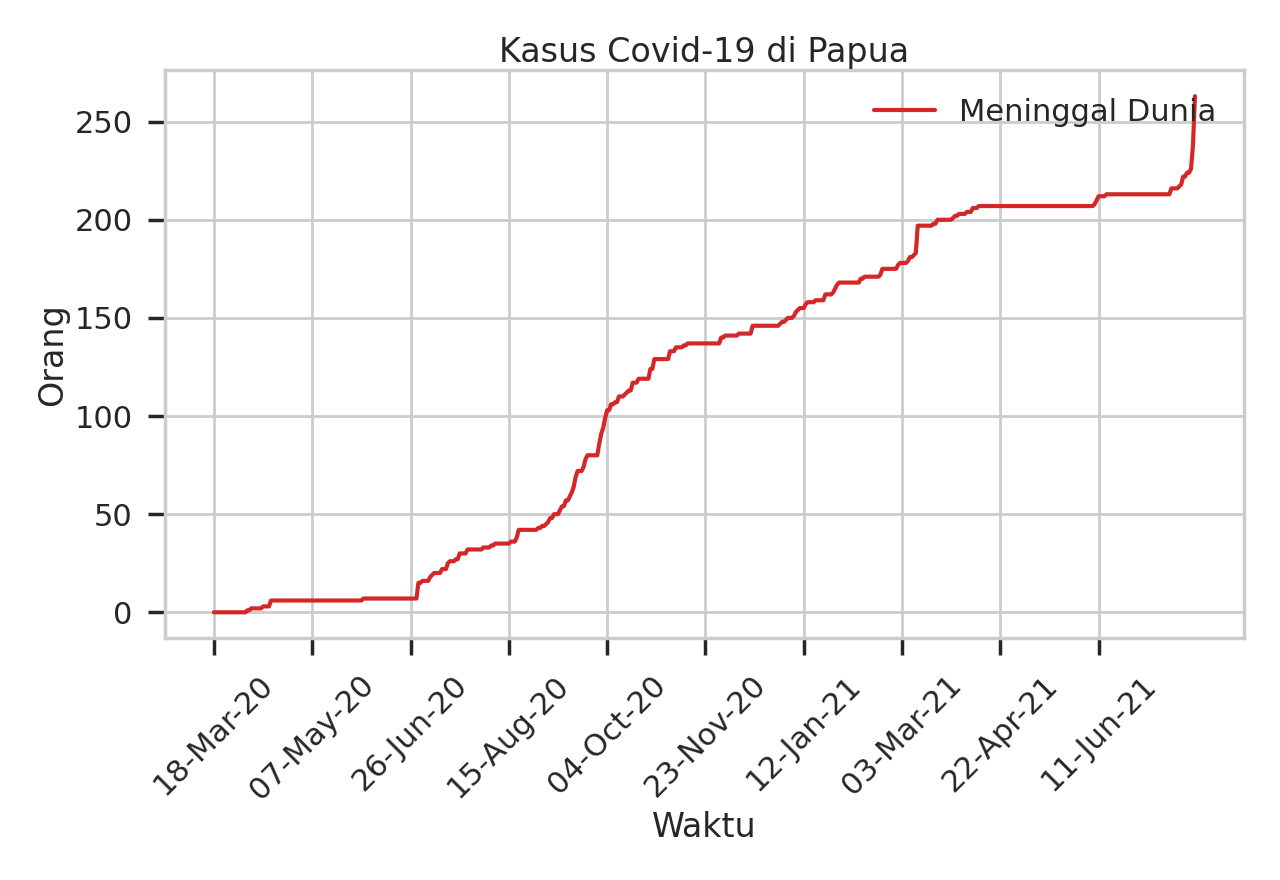 Kasus Covid-19 di Papua
Meninggal Dunia
Orang
250
200
150
100
50
0
18-Mar-20
07-May-20
26-Jun-20
15-Aug-20
04-Oct-20
23-Nov-20
12-Jan-21
03-Mar-21
22-Apr-21
11-Jun-21
Waktu